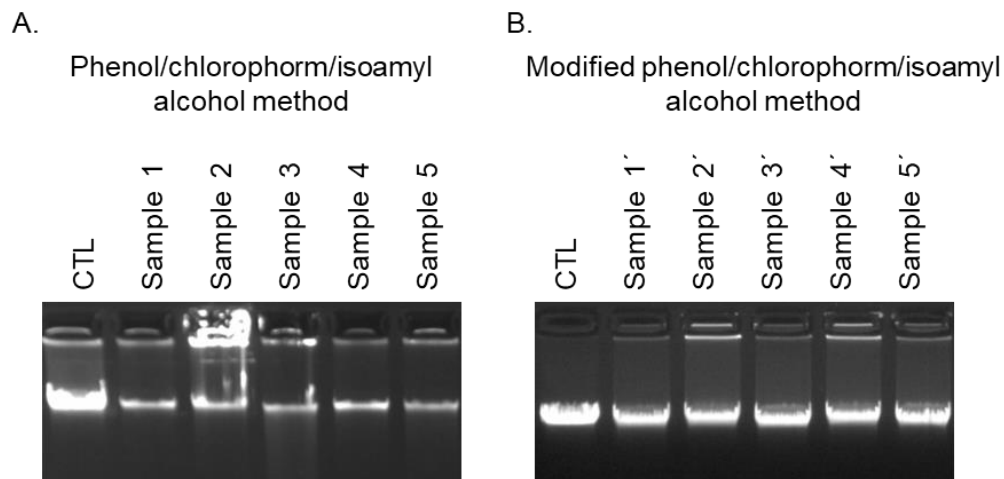 A.
Phenol/chlorophorm/isoamyl
alcohol method
CTL
Sample 1
Sample 2
Sample 3
Sample 4
Sample 5
B.
Modified phenol/chlorophorm/isoamyl
alcohol method
CTL
Sample 1´
Sample 2´
Sample 3´
Sample 4´
Sample 5´